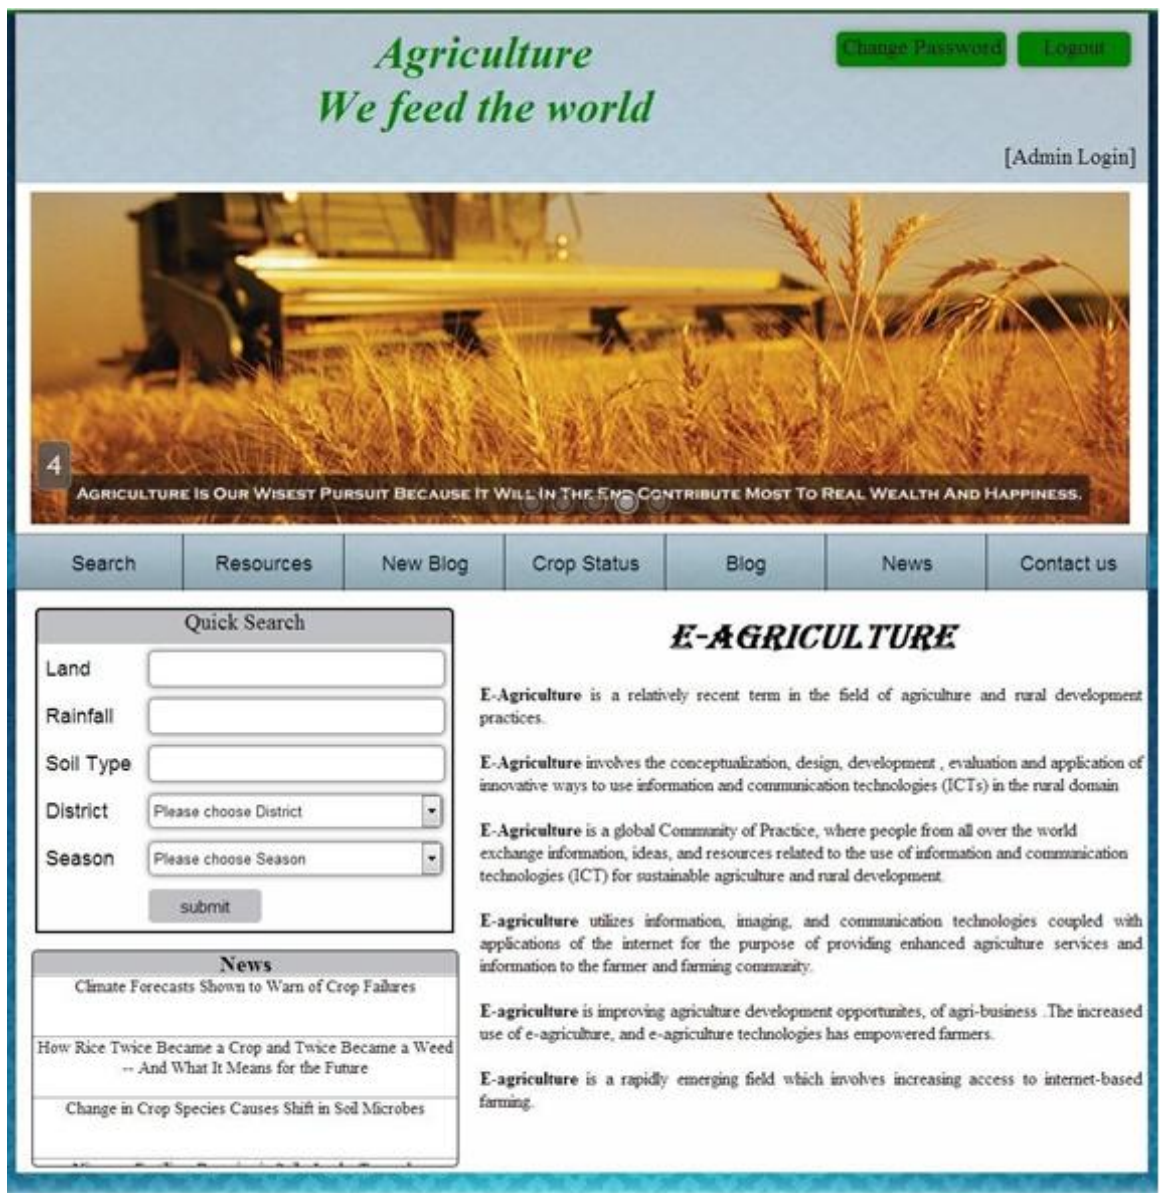 Agriculture
We feed the world
Change Password
Logout
[Admin Login]
4
AGRICULTURE IS OUR WISEST PURSUIT BECAUSE IT WILL IN THE END CONTRIBUTE MOST TO REAL WEALTH AND HAPPINESS.
Search
Resources
New Blog
Crop Status
Blog
News
Contact us
Quick Search
Land
Rainfall
Soil Type
District
Please choose District
Season
Please choose Season
submit
News
Climate Forecasts Shown to Warn of Crop Failures
How Rice Twice Became a Crop and Twice Became a Weed
-- And What It Means for the Future
Change in Crop Species Causes Shift in Soil Microbes
E-AGRICULTURE
E-Agriculture is a relatively recent term in the field of agriculture and rural development
practices.
E-Agriculture involves the conceptualization, design, development , evaluation and application of
innovative ways to use information and communication technologies (ICTs) in the rural domain
E-Agriculture is a global Community of Practice, where people from all over the world
exchange information, ideas, and resources related to the use of information and communication
technologies (ICT) for sustainable agriculture and rural development.
E-agriculture utilizes information, imaging, and communication technologies coupled with
applications of the internet for the purpose of providing enhanced agriculture services and
information to the farmer and farming community.
E-agriculture is improving agriculture development opportunites, of agri-business .The increased
use of e-agriculture, and e-agriculture technologies has empowered farmers.
E-agriculture is a rapidly emerging field which involves increasing access to internet-based
farming.